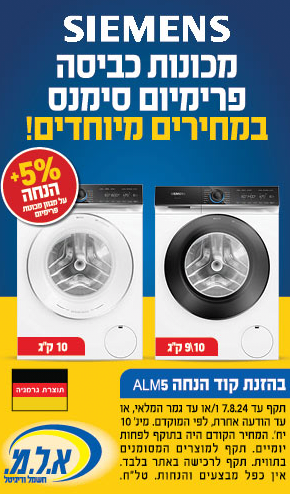 SIEMENS
מכונות כביסה
פרימיום סימנס
במחירים מיוחדים!
+5%
הנחה
על מגוון מכונות
פרימיום
SIEMENS
10 ק"ג
9\10 ק"ג
תוצרת גרמניה
בהזנת קוד הנחה ALM5
תקף עד 7.8.24 ו/או עד גמר המלאי, או
עד הודעה אחרת, לפי המוקדם. מינ' 10
יח'. המחיר הקודם היה בתוקף לפחות
יומיים. תקף למוצרים המסומנים
בתווית. תקף לרכישה באתר בלבד.
אין כפל מבצעים והנחות. טל"ח.
א.ל.מ.
חשמל ודיגיטל